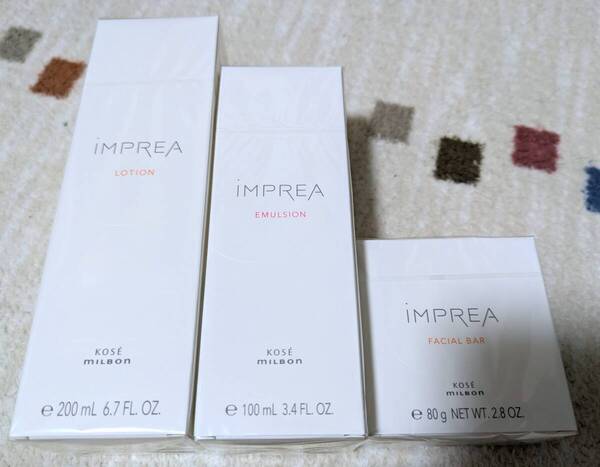 iMPREA
LOTION
KOSÉ
MILBON
℮ 200 mL 6.7 FL. OZ.
iMPREA
EMULSION
KOSÉ
MILBON
℮ 100 mL 3.4 FL. OZ.
iMPREA
FACIAL BAR
KOSÉ
MILBON
℮ 80 g NET WT. 2.8 OZ.